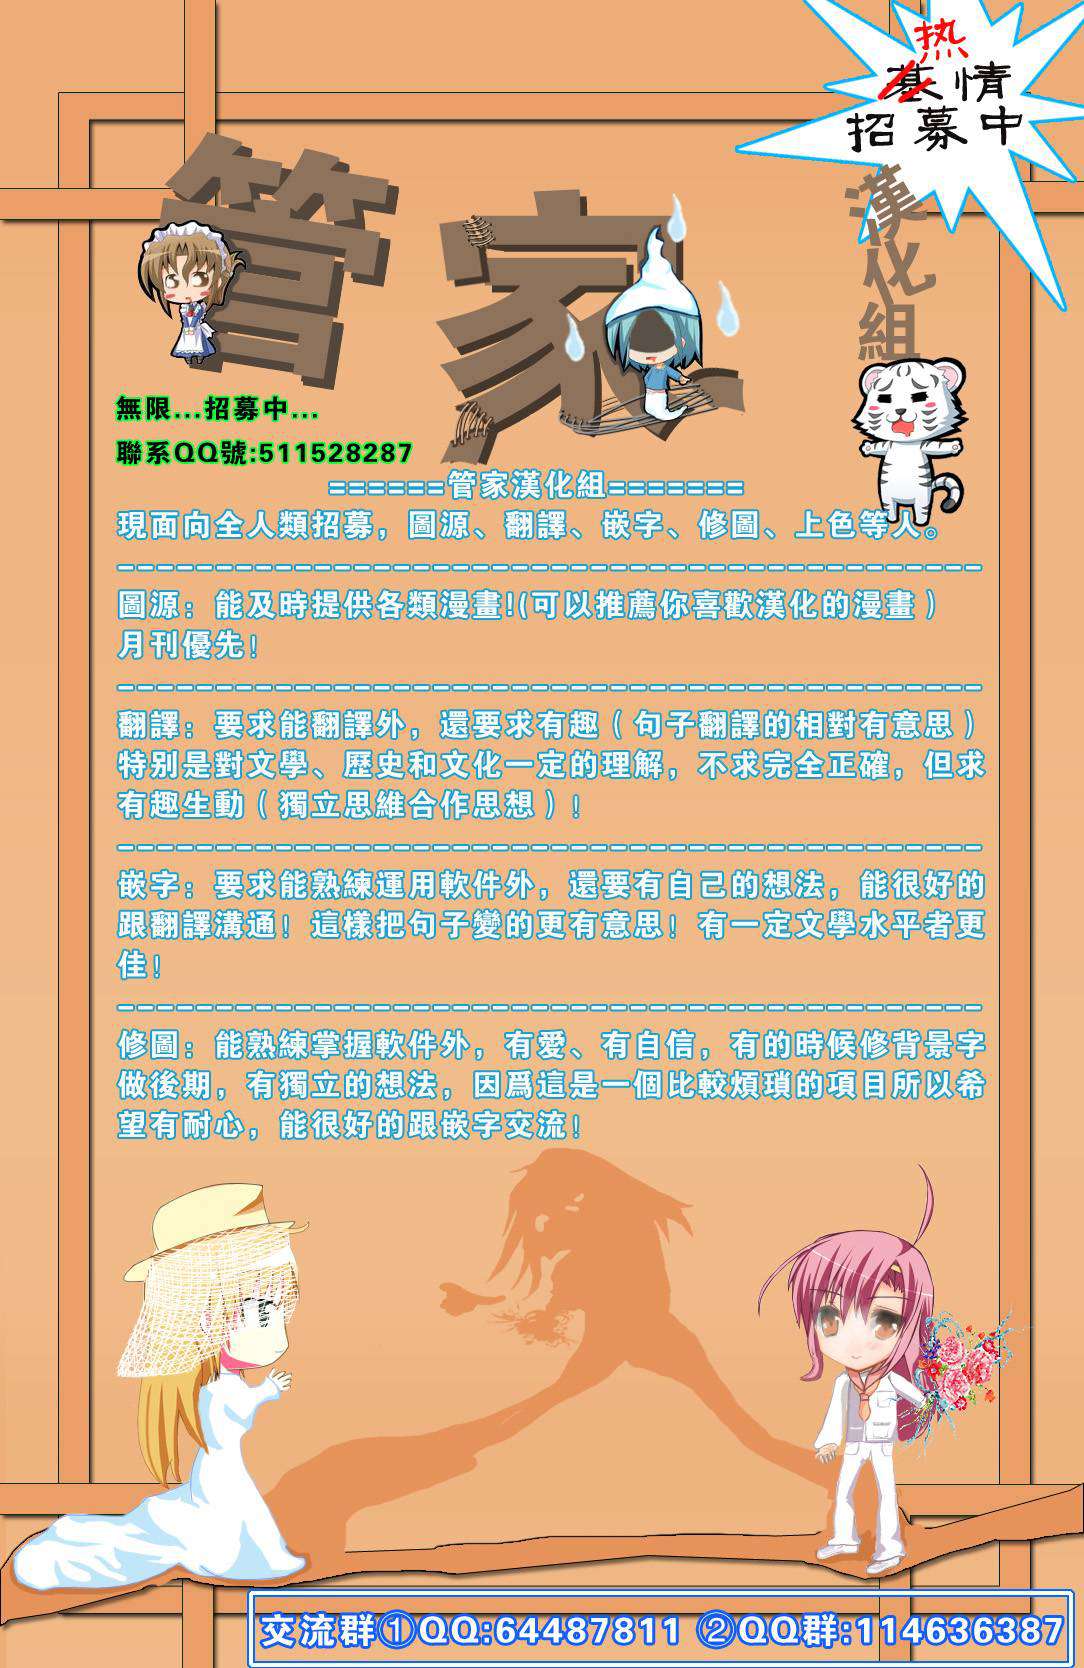 热
基情
招募中
管家
漢化組
無限...招募中...
聯系QQ號:511528287
======管家漢化組=======
現面向全人類招募，圖源、翻譯、嵌字、修圖、上色等人。
--------------------------------------------
圖源：能及時提供各類漫畫!(可以推薦你喜歡漢化的漫畫）
月刊優先！
--------------------------------------------
翻譯：要求能翻譯外，還要求有趣（句子翻譯的相對有意思）
特别是對文學、歷史和文化一定的理解，不求完全正確，但求
有趣生動（獨立思維合作思想）！
--------------------------------------------
嵌字：要求能熟練運用軟件外，還要有自己的想法，能很好的
跟翻譯溝通！這樣把句子變的更有意思！有一定文學水平者更
佳！
--------------------------------------------
修圖：能熟練掌握軟件外，有愛、有自信，有的時候修背景字
做後期，有獨立的想法，因爲這是一個比較煩瑣的項目所以希
望有耐心，能很好的跟嵌字交流！
交流群①QQ:64487811 ②QQ群:114636387